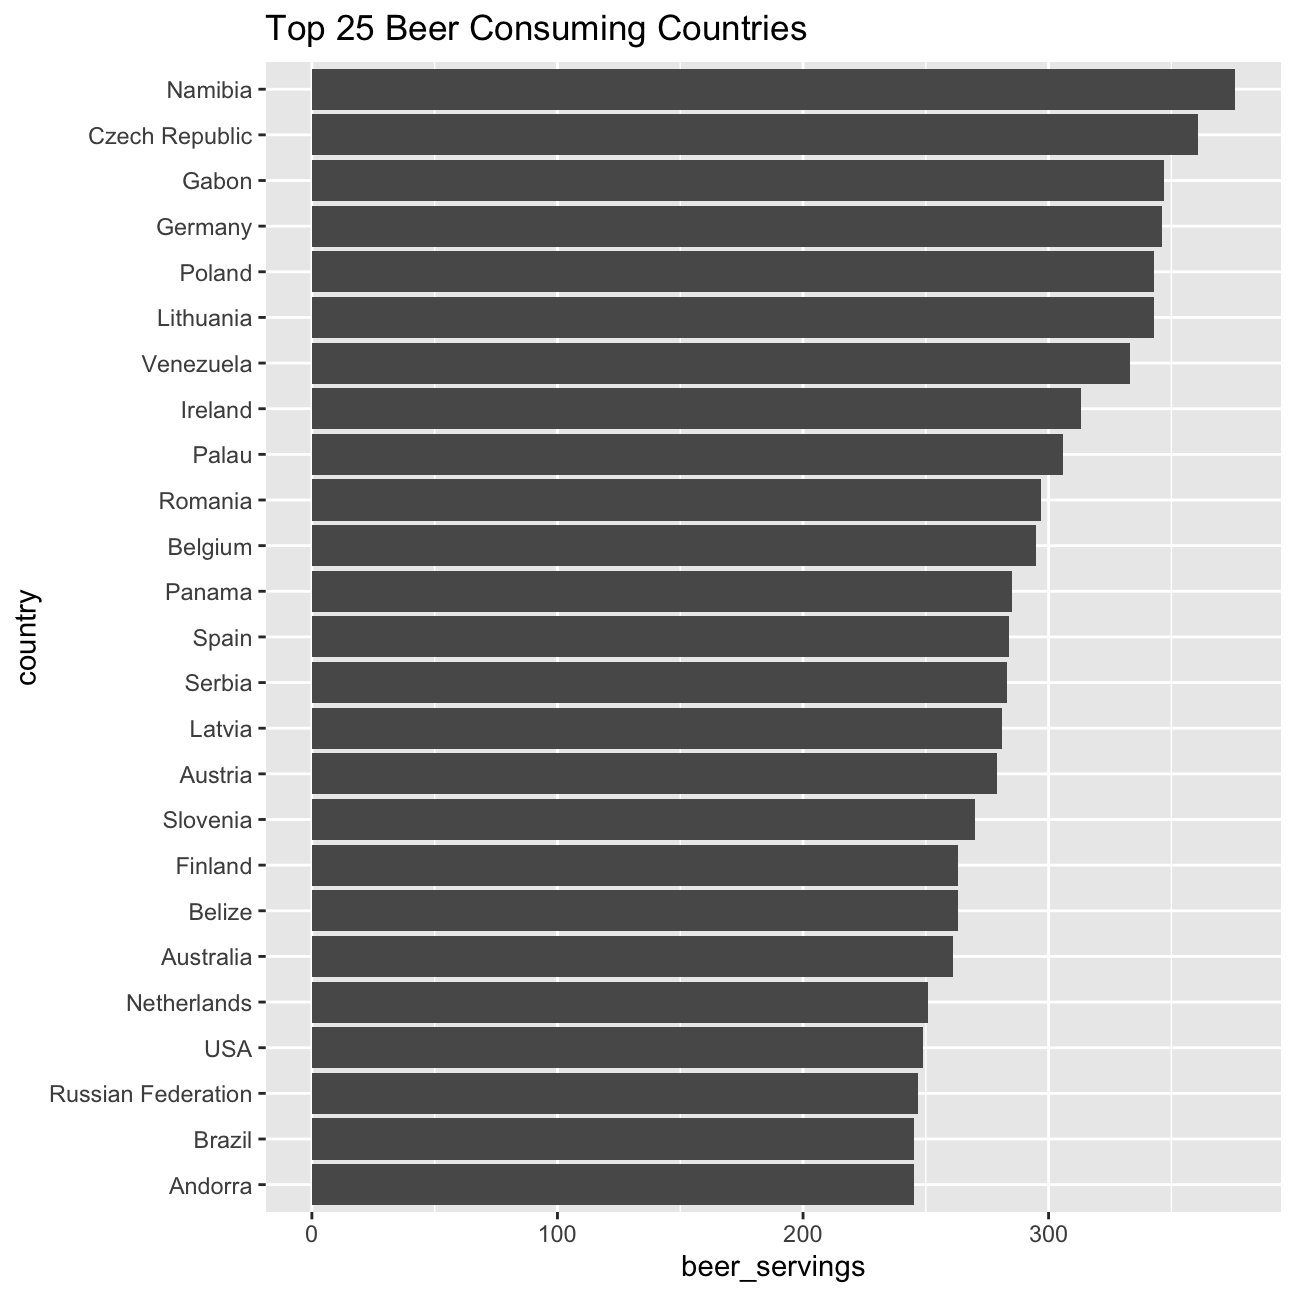 Top 25 Beer Consuming Countries
Namibia
Czech Republic
Gabon
Germany
Poland
Lithuania
Venezuela
Ireland
Palau
Romania
Belgium
Panama
Spain
Serbia
Latvia
Austria
Slovenia
Finland
Belize
Australia
Netherlands
USA
Russian Federation
Brazil
Andorra
country
0 100 200 300
beer_servings